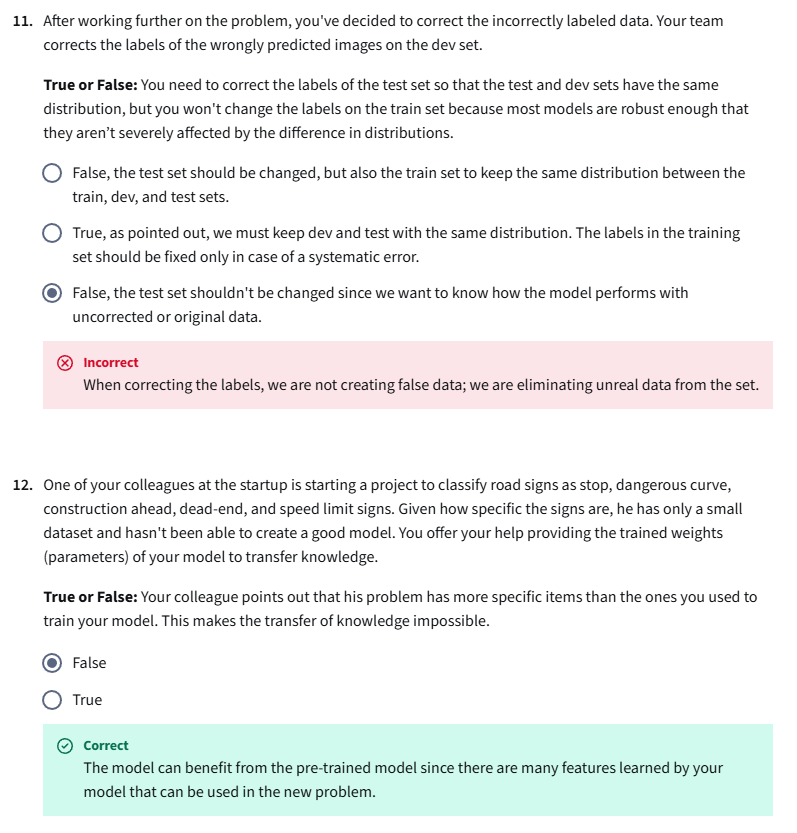 11. After working further on the problem, you've decided to correct the incorrectly labeled data. Your team
corrects the labels of the wrongly predicted images on the dev set.
True or False: You need to correct the labels of the test set so that the test and dev sets have the same
distribution, but you won't change the labels on the train set because most models are robust enough that
they aren’t severely affected by the difference in distributions.
False, the test set should be changed, but also the train set to keep the same distribution between the
train, dev, and test sets.
True, as pointed out, we must keep dev and test with the same distribution. The labels in the training
set should be fixed only in case of a systematic error.
False, the test set shouldn't be changed since we want to know how the model performs with
uncorrected or original data.
Incorrect
When correcting the labels, we are not creating false data; we are eliminating unreal data from the set.
12. One of your colleagues at the startup is starting a project to classify road signs as stop, dangerous curve,
construction ahead, dead-end, and speed limit signs. Given how specific the signs are, he has only a small
dataset and hasn't been able to create a good model. You offer your help providing the trained weights
(parameters) of your model to transfer knowledge.
True or False: Your colleague points out that his problem has more specific items than the ones you used to
train your model. This makes the transfer of knowledge impossible.
False
True
Correct
The model can benefit from the pre-trained model since there are many features learned by your
model that can be used in the new problem.